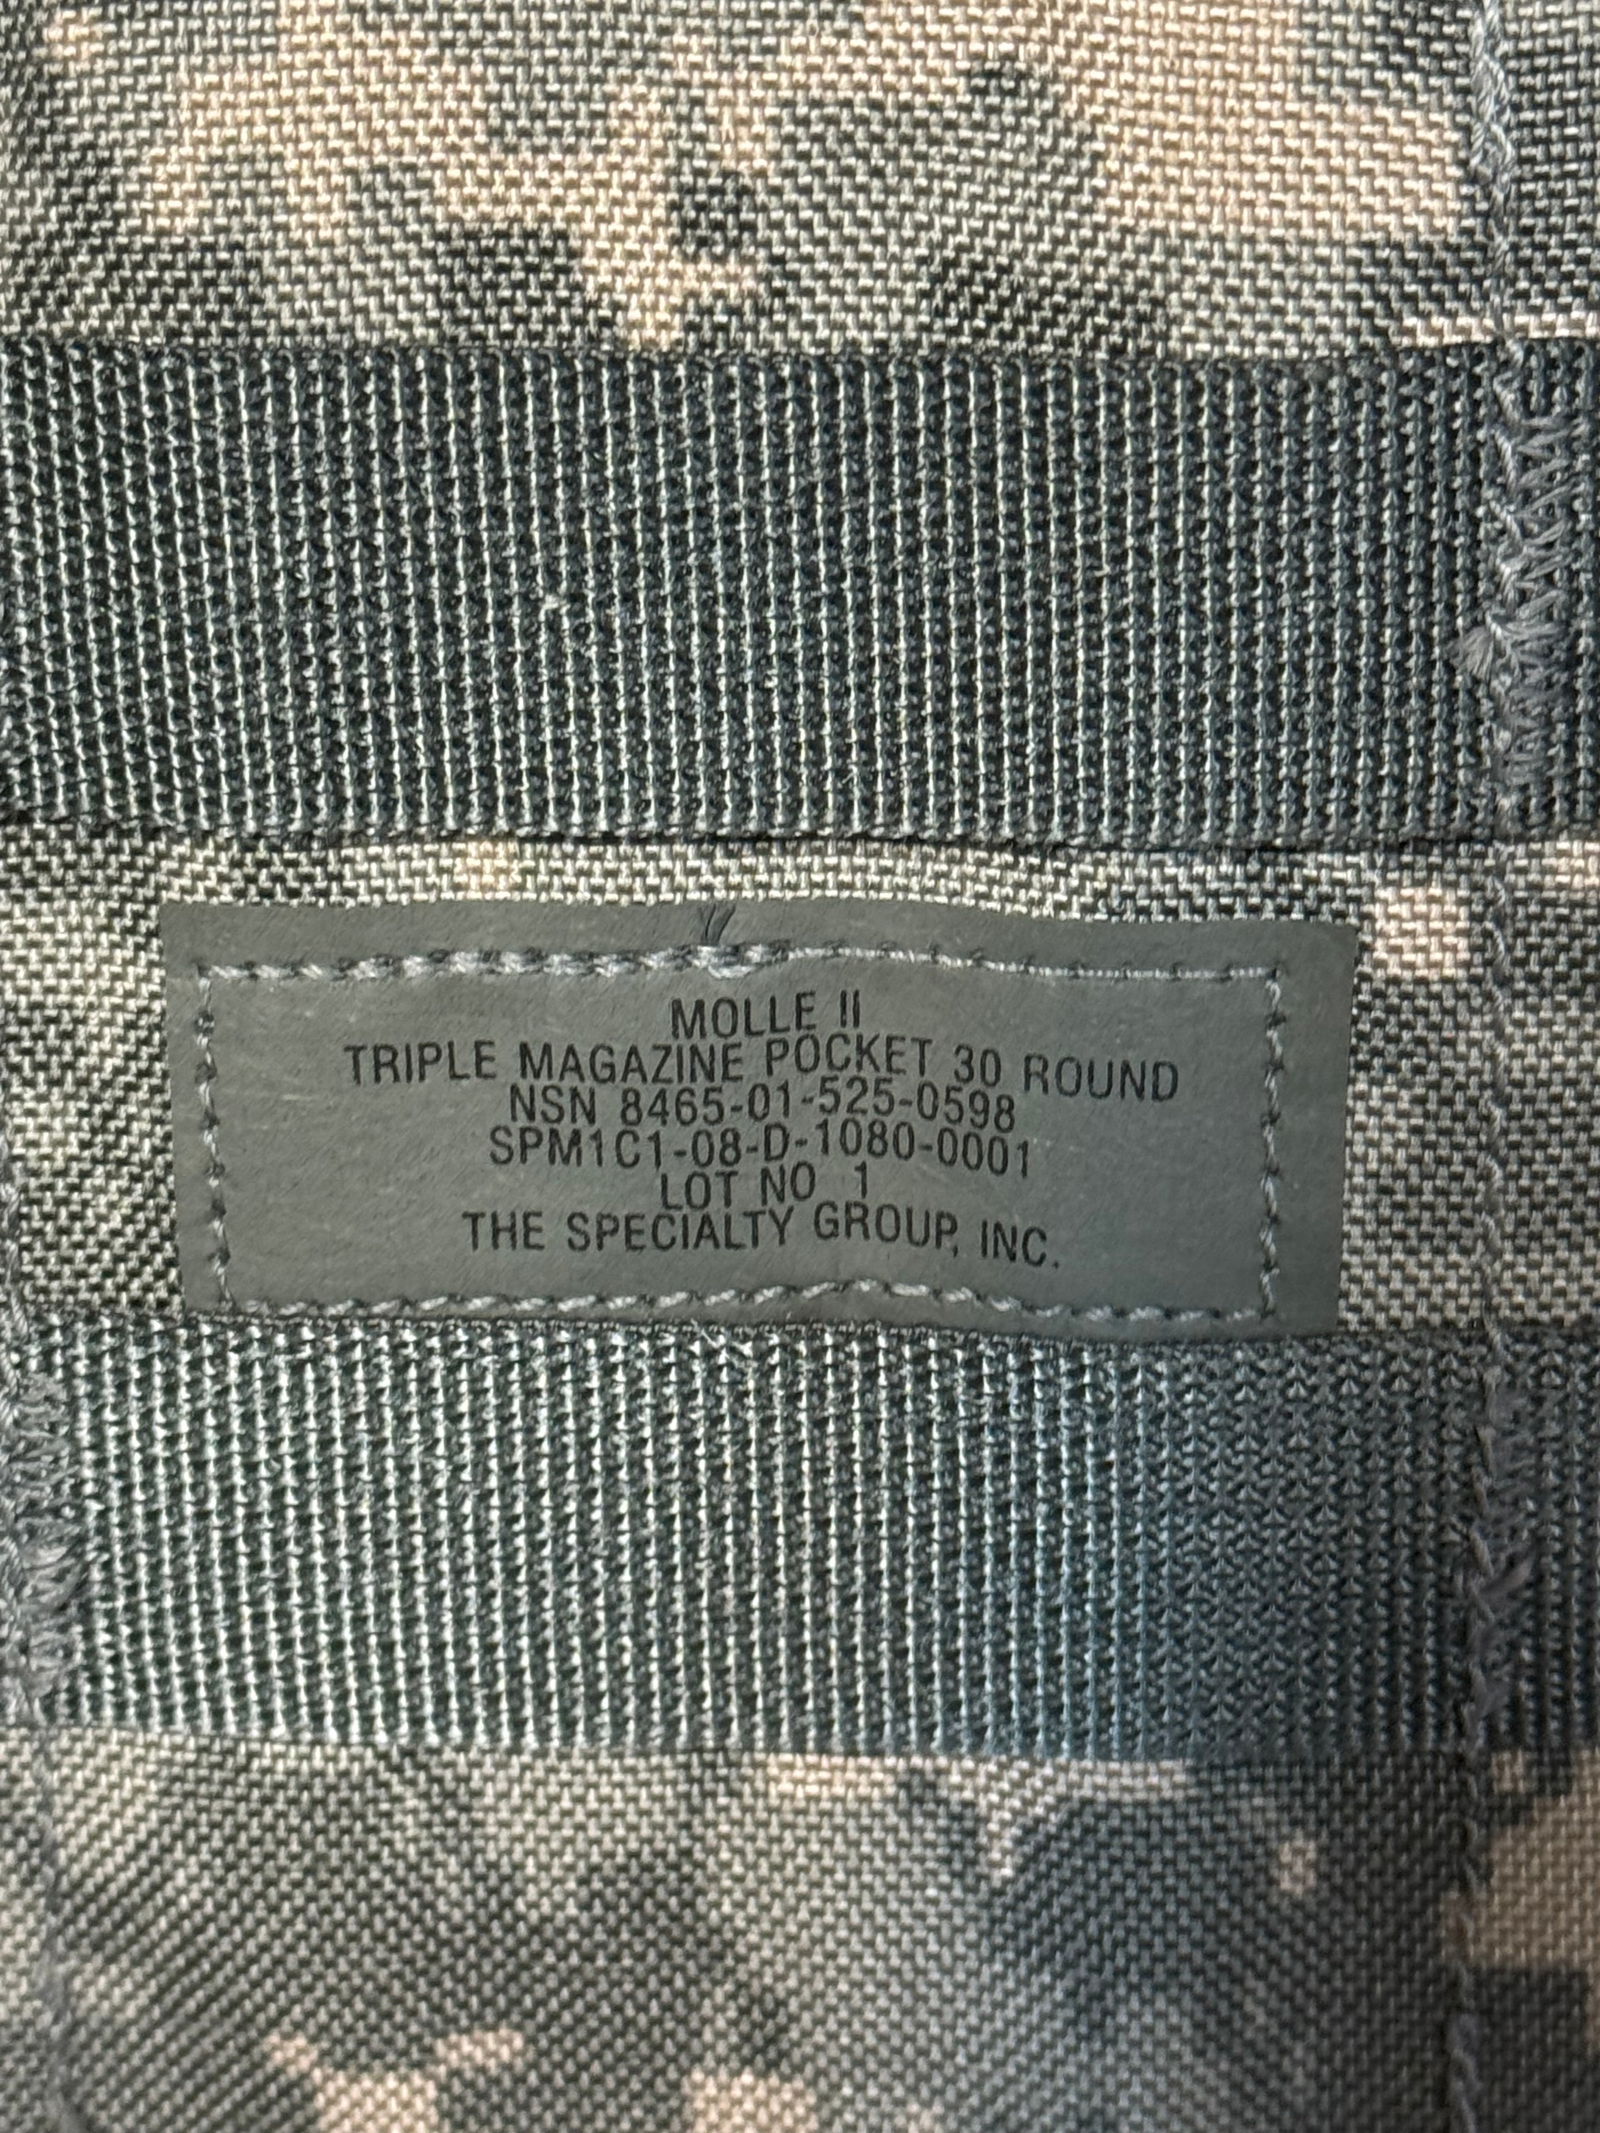 MOLLE II
TRIPLE MAGAZINE POCKET 30 ROUND
NSN 8465-01-525-0598
SPM1C1-08-D-1080-0001
LOT NO 1
THE SPECIALTY GROUP, INC.